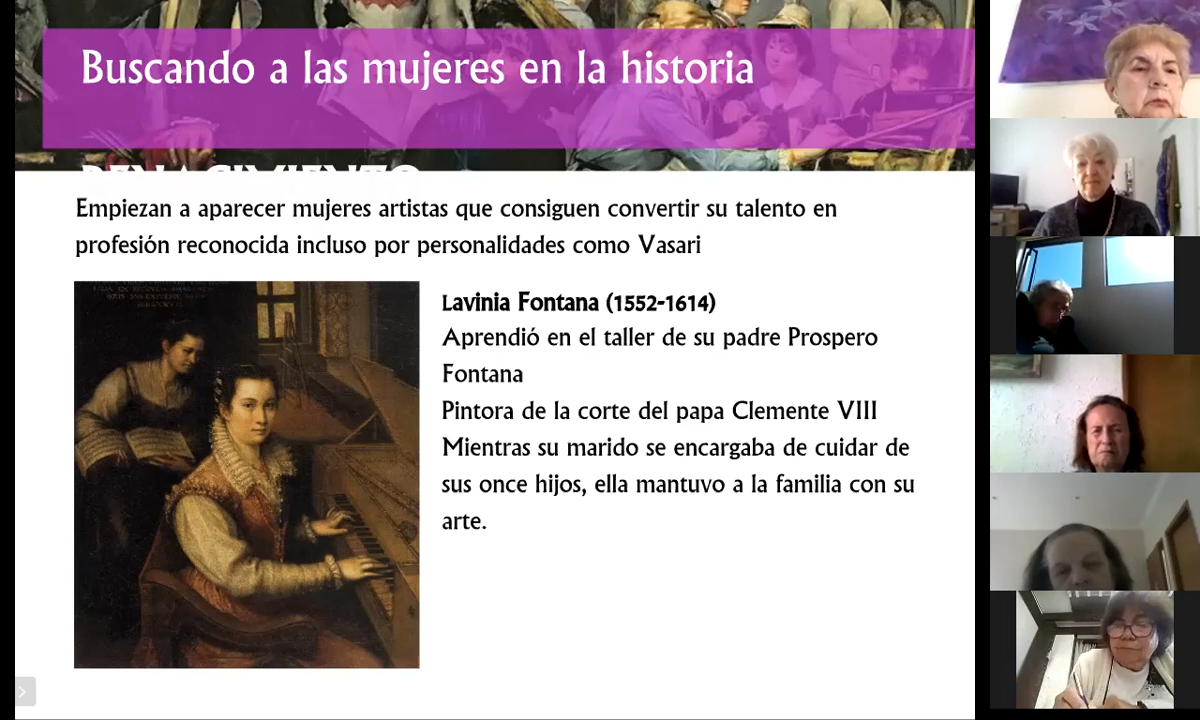 Buscando a las mujeres en la historia
RENACIMIENTO
Empiezan a aparecer mujeres artistas que consiguen convertir su talento en
profesión reconocida incluso por personalidades como Vasari
Lavinia Fontana (1552-1614)
Aprendió en el taller de su padre Prospero
Fontana
Pintora de la corte del papa Clemente VIII
Mientras su marido se encargaba de cuidar de
sus once hijos, ella mantuvo a la familia con su
arte.